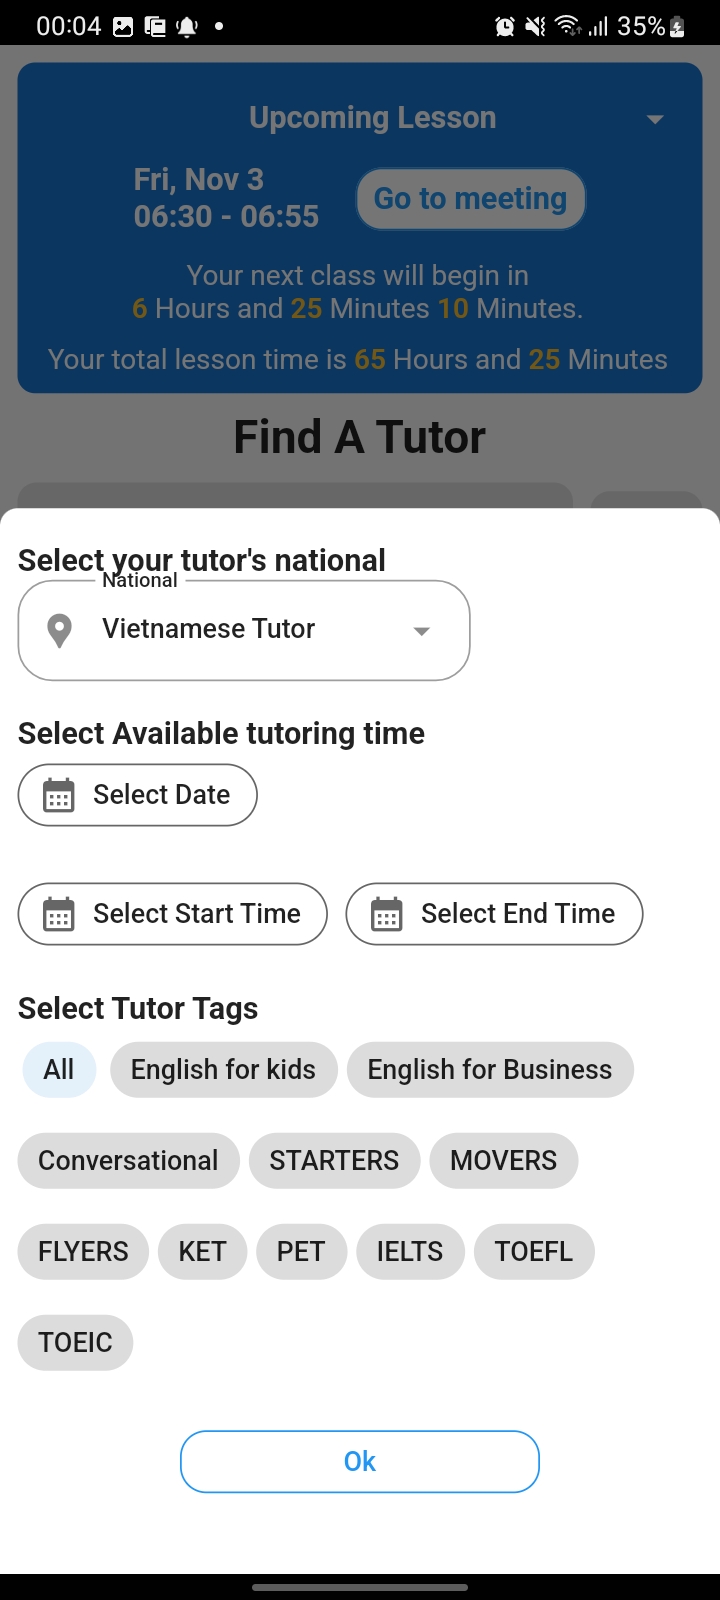 00:04 35%
Upcoming Lesson
Fri, Nov 3
06:30 - 06:55
Go to meeting
Your next class will begin in
6 Hours and 25 Minutes 10 Minutes.
Your total lesson time is 65 Hours and 25 Minutes
Find A Tutor
Select your tutor's national
National
Vietnamese Tutor
Select Available tutoring time
Select Date
Select Start Time Select End Time
Select Tutor Tags
All English for kids English for Business
Conversational STARTERS MOVERS
FLYERS KET PET IELTS TOEFL
TOEIC
Ok